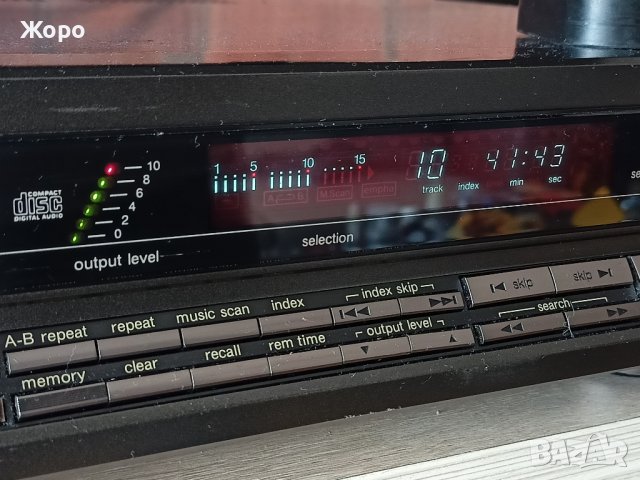 Жоро
COMPACT
disc
DIGITAL AUDIO
10
8
6
4
2
0
output level
1 5 10 15
A B M.Scan empha
selection
10 41:43
track index min sec
se
A-B repeat repeat music scan index index skip skip skip
memory clear recall rem time output level search
BAZAR